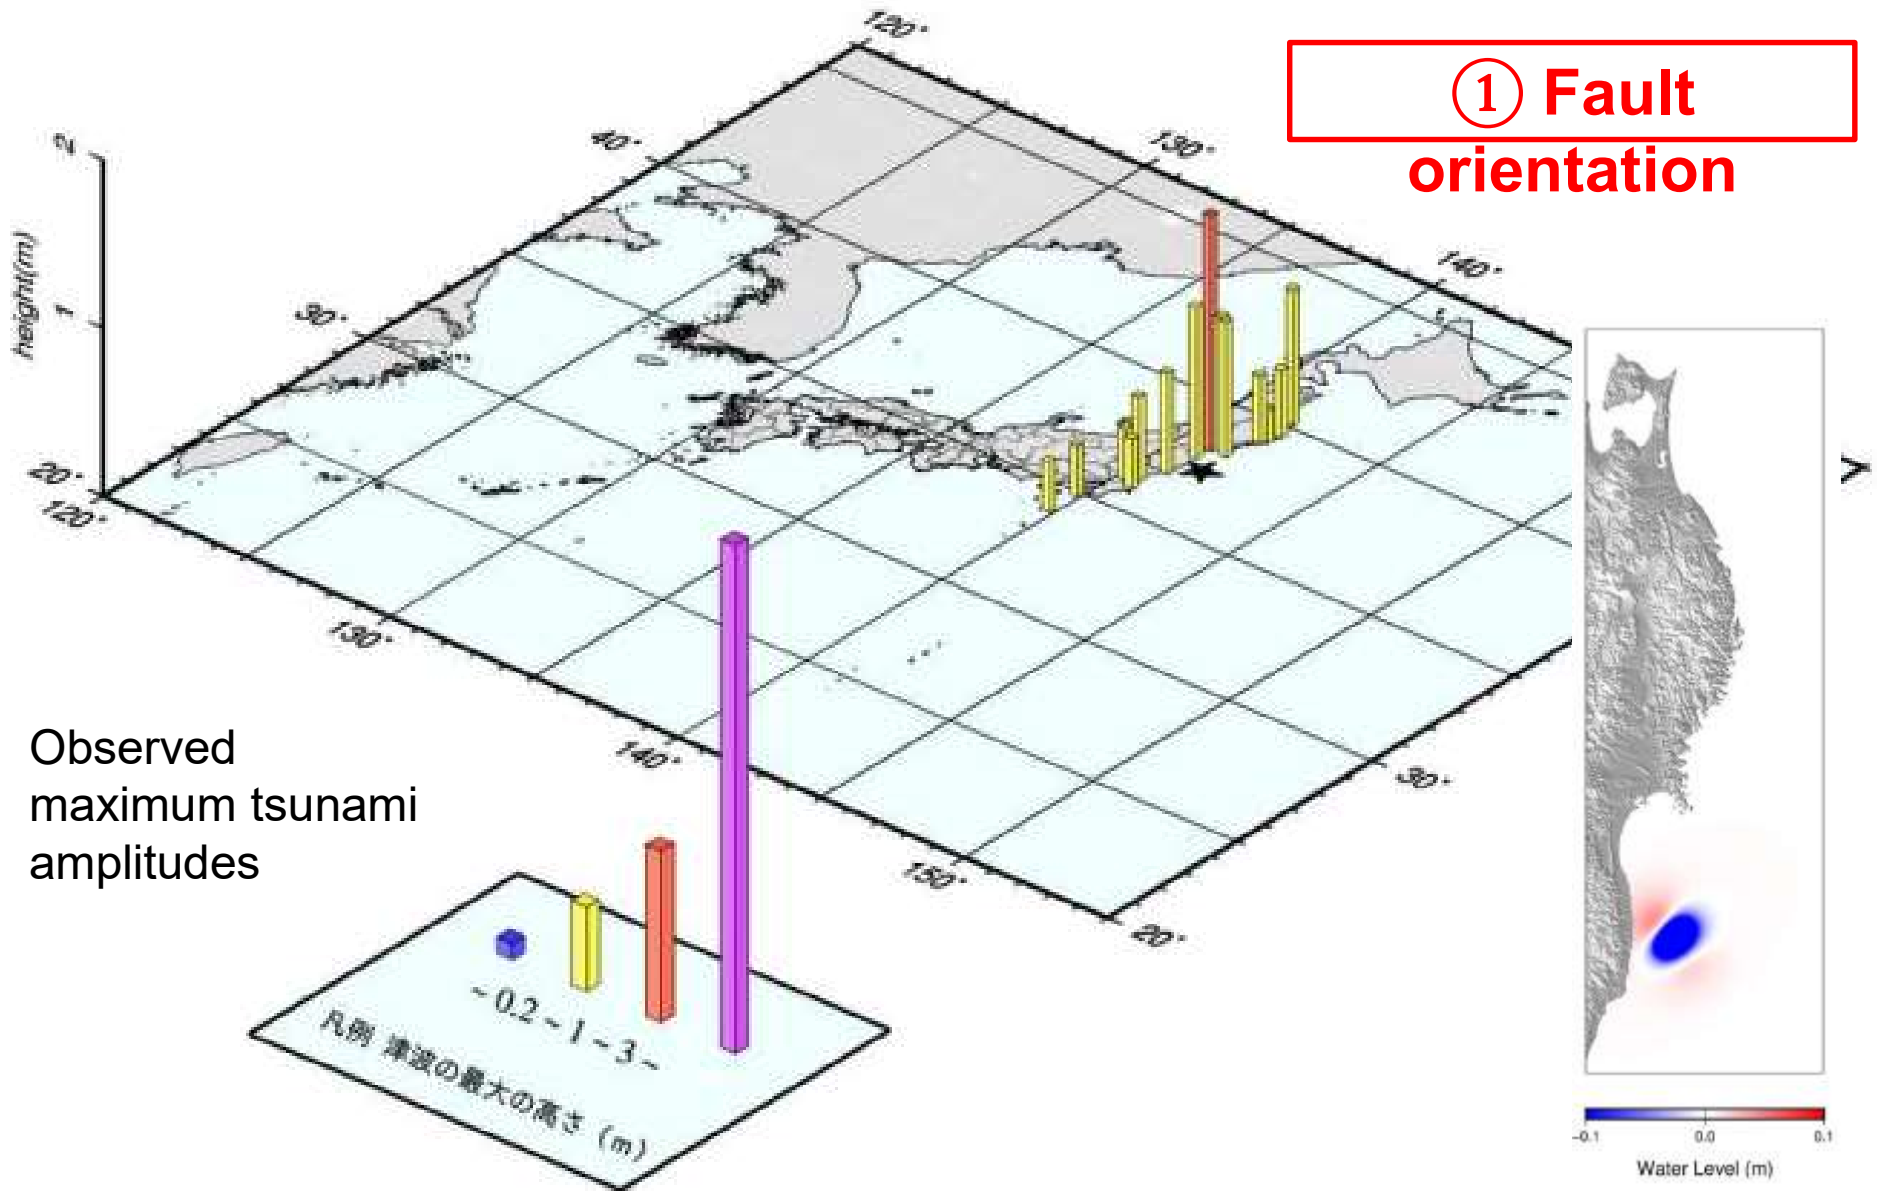 ① Fault
orientation
120°
130°
140°
40°
30°
20°
120°
130°
140°
150°
20°
30°
2
1
height(m)
Observed
maximum tsunami
amplitudes
~ 0.2 ~ 1 ~ 3 ~
凡例 津波の最大の高さ (m)
-0.1
0.0
0.1
Water Level (m)